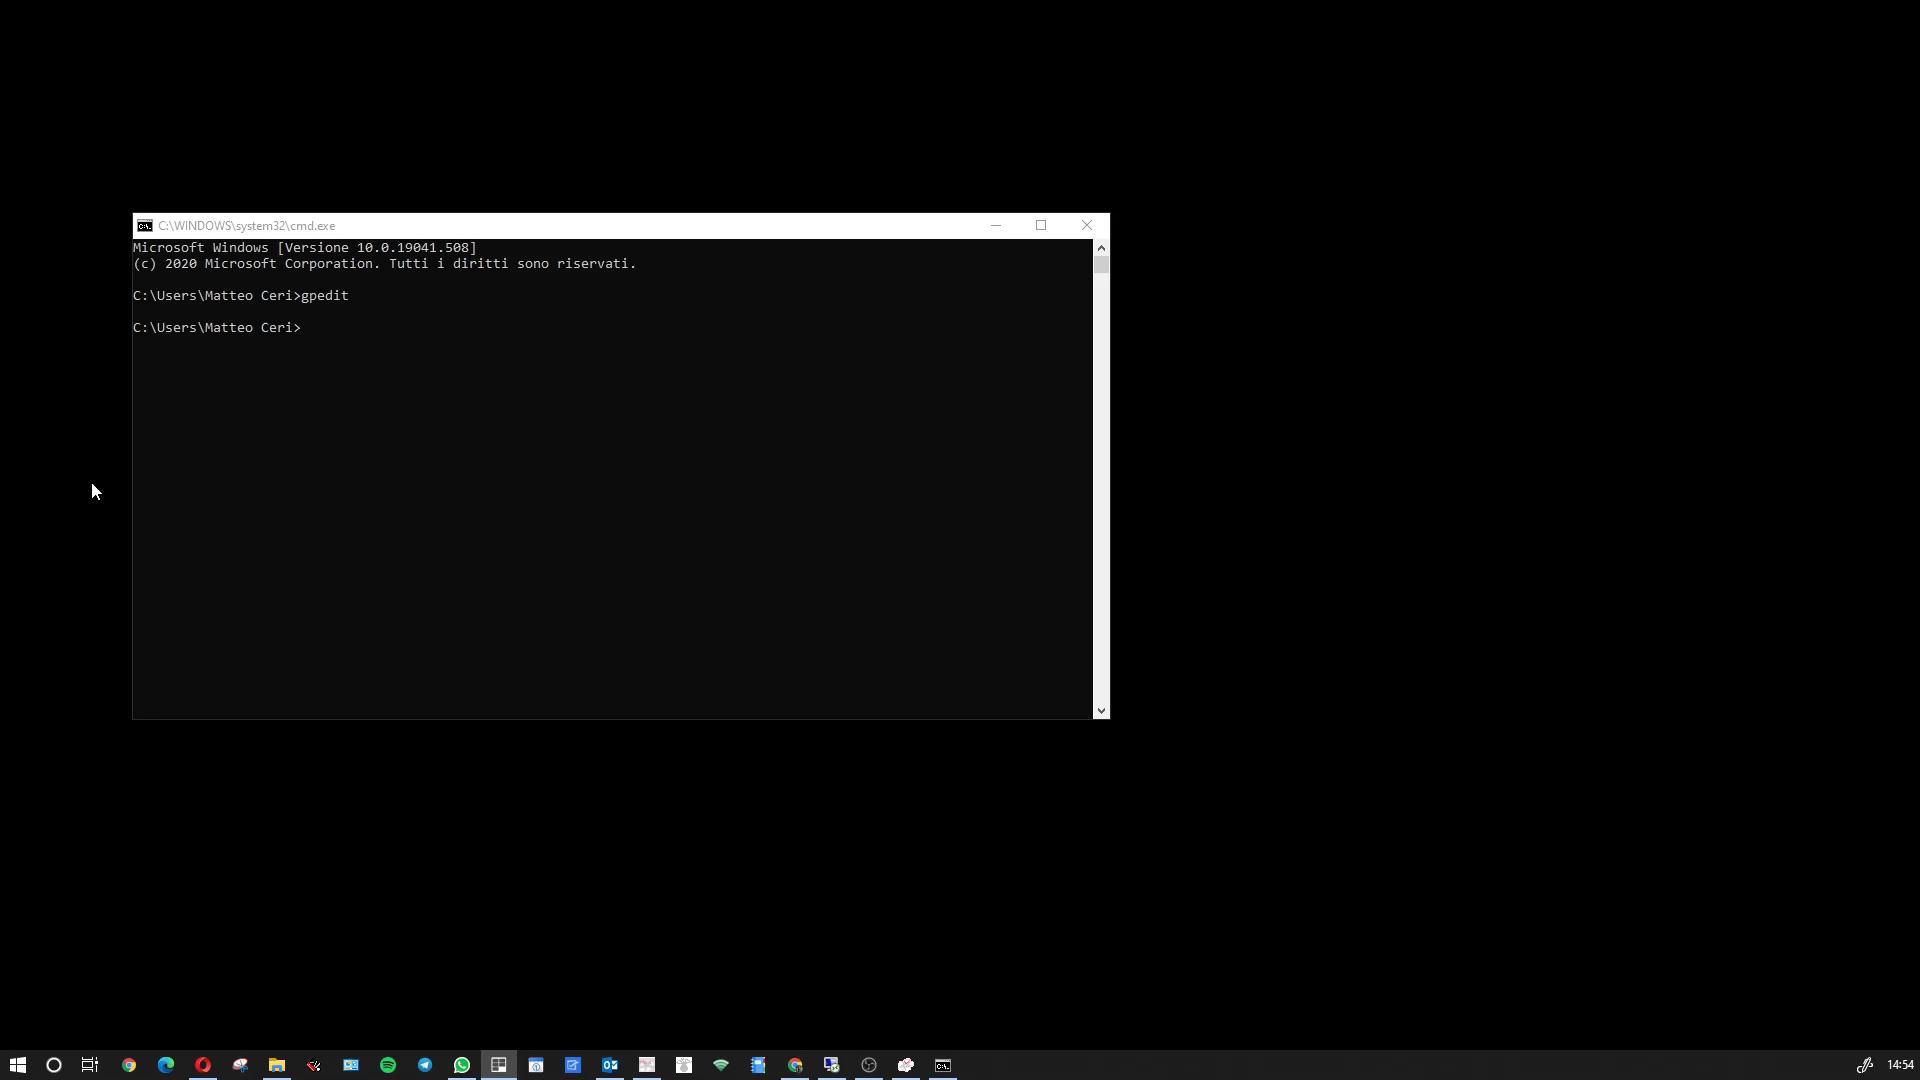 C:\WINDOWS\system32\cmd.exe
Microsoft Windows [Versione 10.0.19041.508]
(c) 2020 Microsoft Corporation. Tutti i diritti sono riservati.
C:\Users\Matteo Ceri>gpedit
C:\Users\Matteo Ceri>
14:54